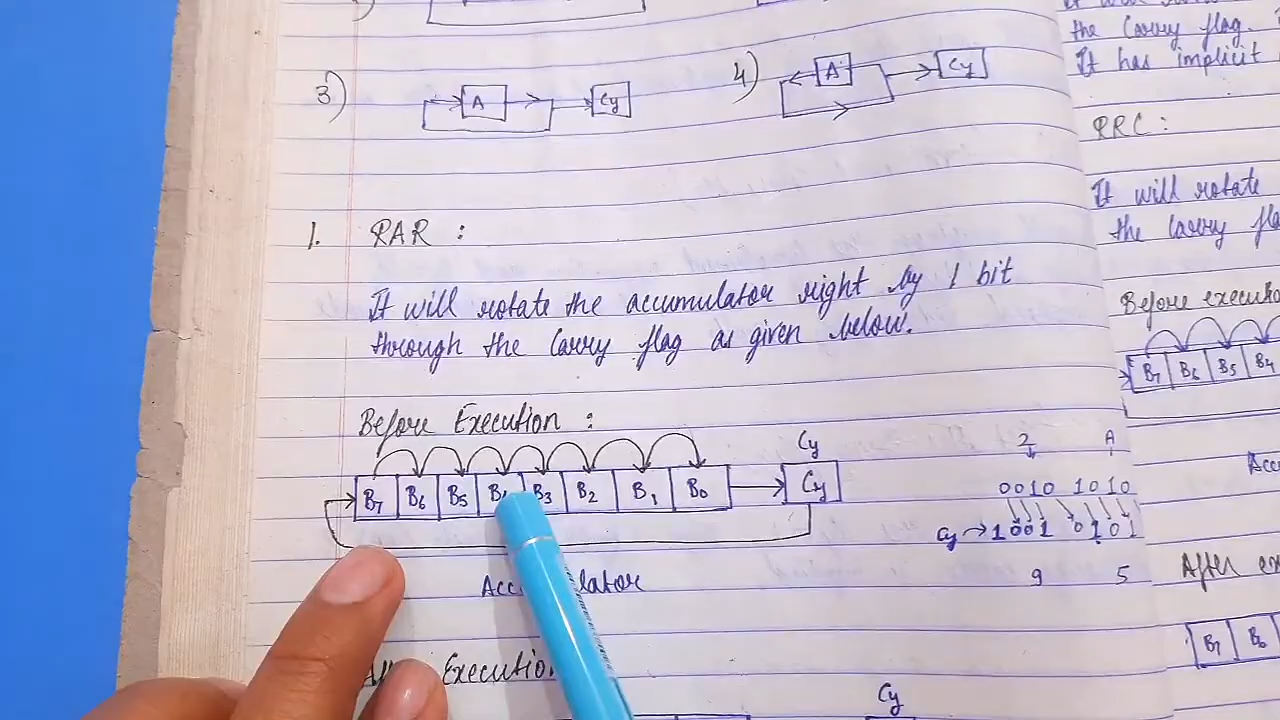 3)
A
Cy
4)
A
Cy
the Carry flag.
It has implicit
1. RAR :
It will rotate the accumulator right by 1 bit
through the Carry flag as given below.
Before Execution :
Cy
B7 B6 B5 B3 B2 B1 B0 Cy
Accumulator
2 A
0010 1010
Cy → 1001 0101
9 5
Execution
Cy
RRC :
It will rotate
the Carry
Before
B7 B6 B5 B4
After
B7 B6